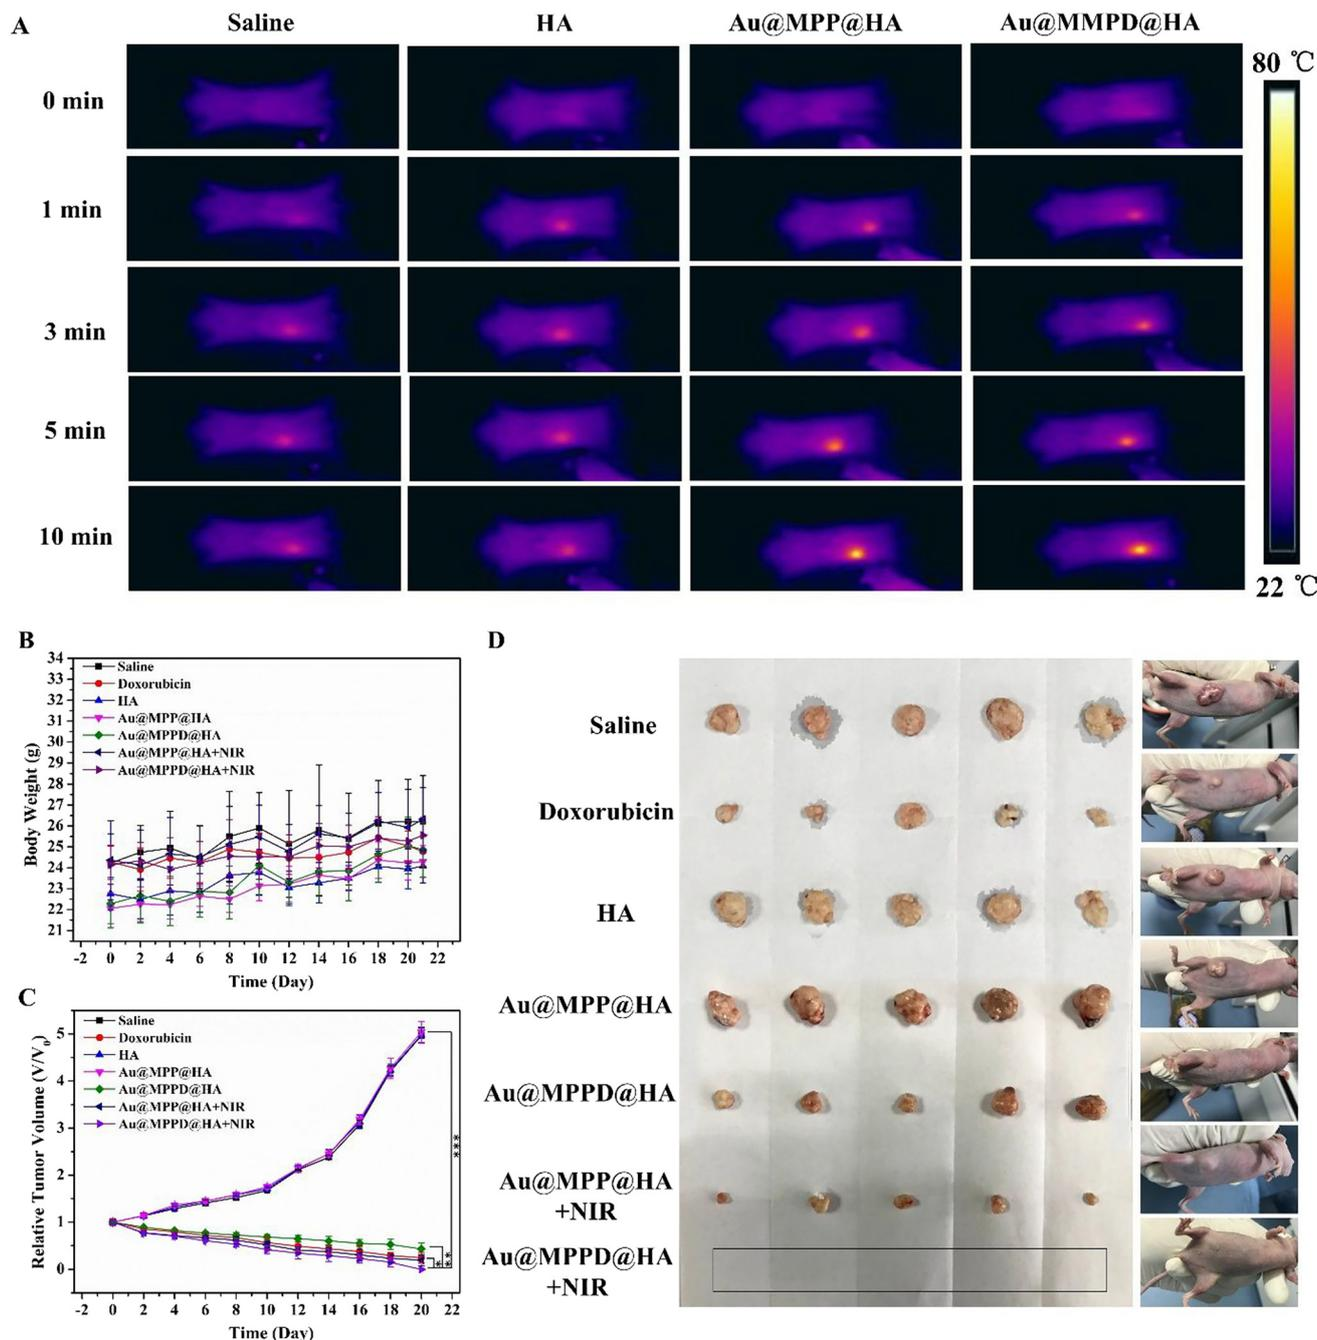 A
Saline HA Au@MPP@HA Au@MMPD@HA
80 ℃
0 min
1 min
3 min
5 min
10 min
22 ℃
B
Body Weight (g)
34
33
32
31
30
29
28
27
26
25
24
23
22
21
Saline
Doxorubicin
HA
Au@MPP@HA
Au@MPPD@HA
Au@MPP@HA+NIR
Au@MPPD@HA+NIR
-2 0 2 4 6 8 10 12 14 16 18 20 22
Time (Day)
C
Relative Tumor Volume (V/V0)
5
4
3
2
1
0
Saline
Doxorubicin
HA
Au@MPP@HA
Au@MPPD@HA
Au@MPP@HA+NIR
Au@MPPD@HA+NIR
***
**
*
-2 0 2 4 6 8 10 12 14 16 18 20 22
Time (Day)
D
Saline
Doxorubicin
HA
Au@MPP@HA
Au@MPPD@HA
Au@MPP@HA
+NIR
Au@MPPD@HA
+NIR